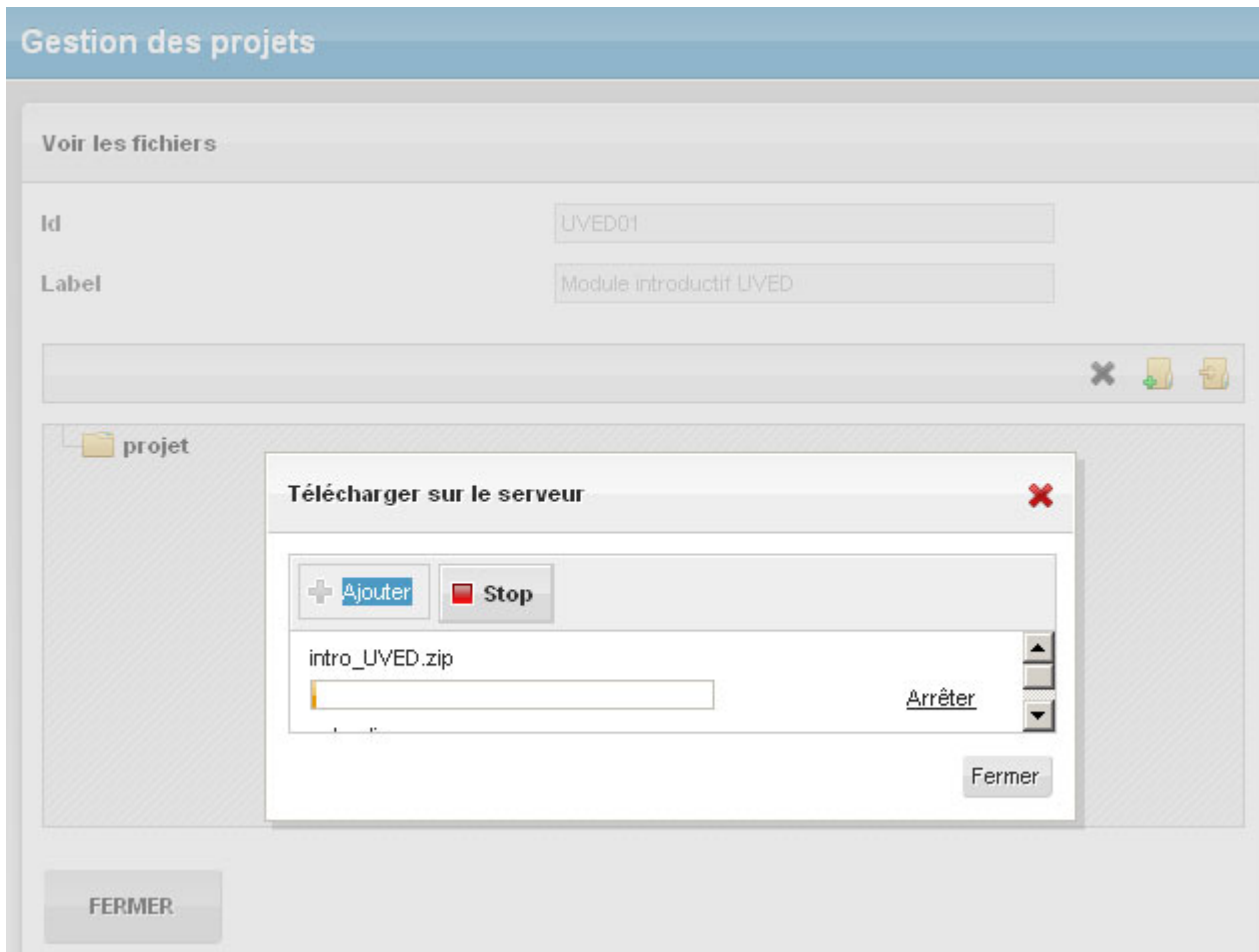 Gestion des projets
Voir les fichiers
Id UVED01
Label Module introductif UVED
projet
Télécharger sur le serveur
Ajouter Stop
intro_UVED.zip
Arrêter
Fermer
FERMER